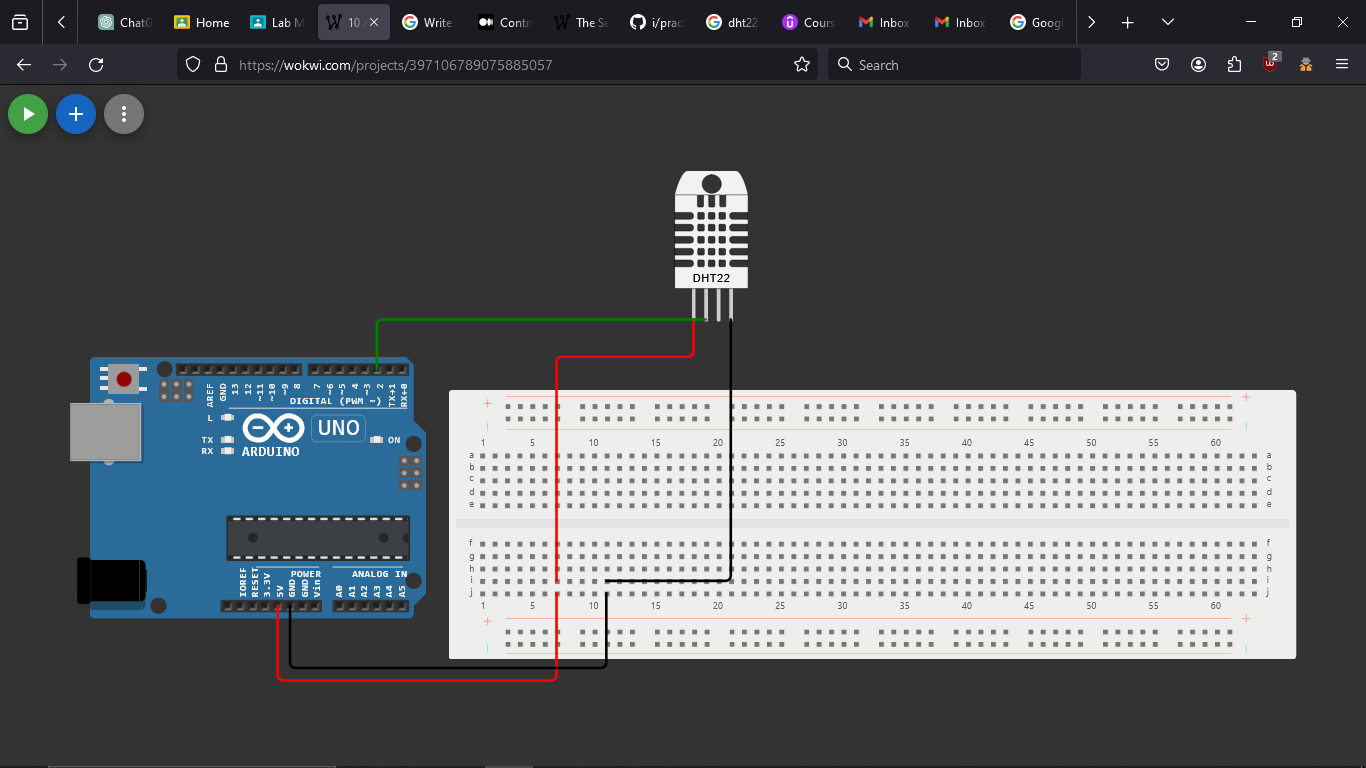 ChatG
Home
Lab M
10
Write
Contr
The Se
i/prac
dht22
Cours
Inbox
Inbox
Googl
https://wokwi.com/projects/397106789075885057
Search
2
DHT22
AREF
GND
13
12
~11
~10
~9
8
7
~6
~5
4
~3
2
TX→1
RX←0
DIGITAL (PWM ~)
L
TX
RX
UNO
ON
ARDUINO
IOREF
RESET
3.3V
5V
GND
GND
Vin
POWER
ANALOG IN
A0
A1
A2
A3
A4
A5
+ +
1 5 10 15 20 25 30 35 40 45 50 55 60
a a
b b
c c
d d
e e
f f
g g
h h
i i
j j
1 5 10 15 20 25 30 35 40 45 50 55 60
+ +